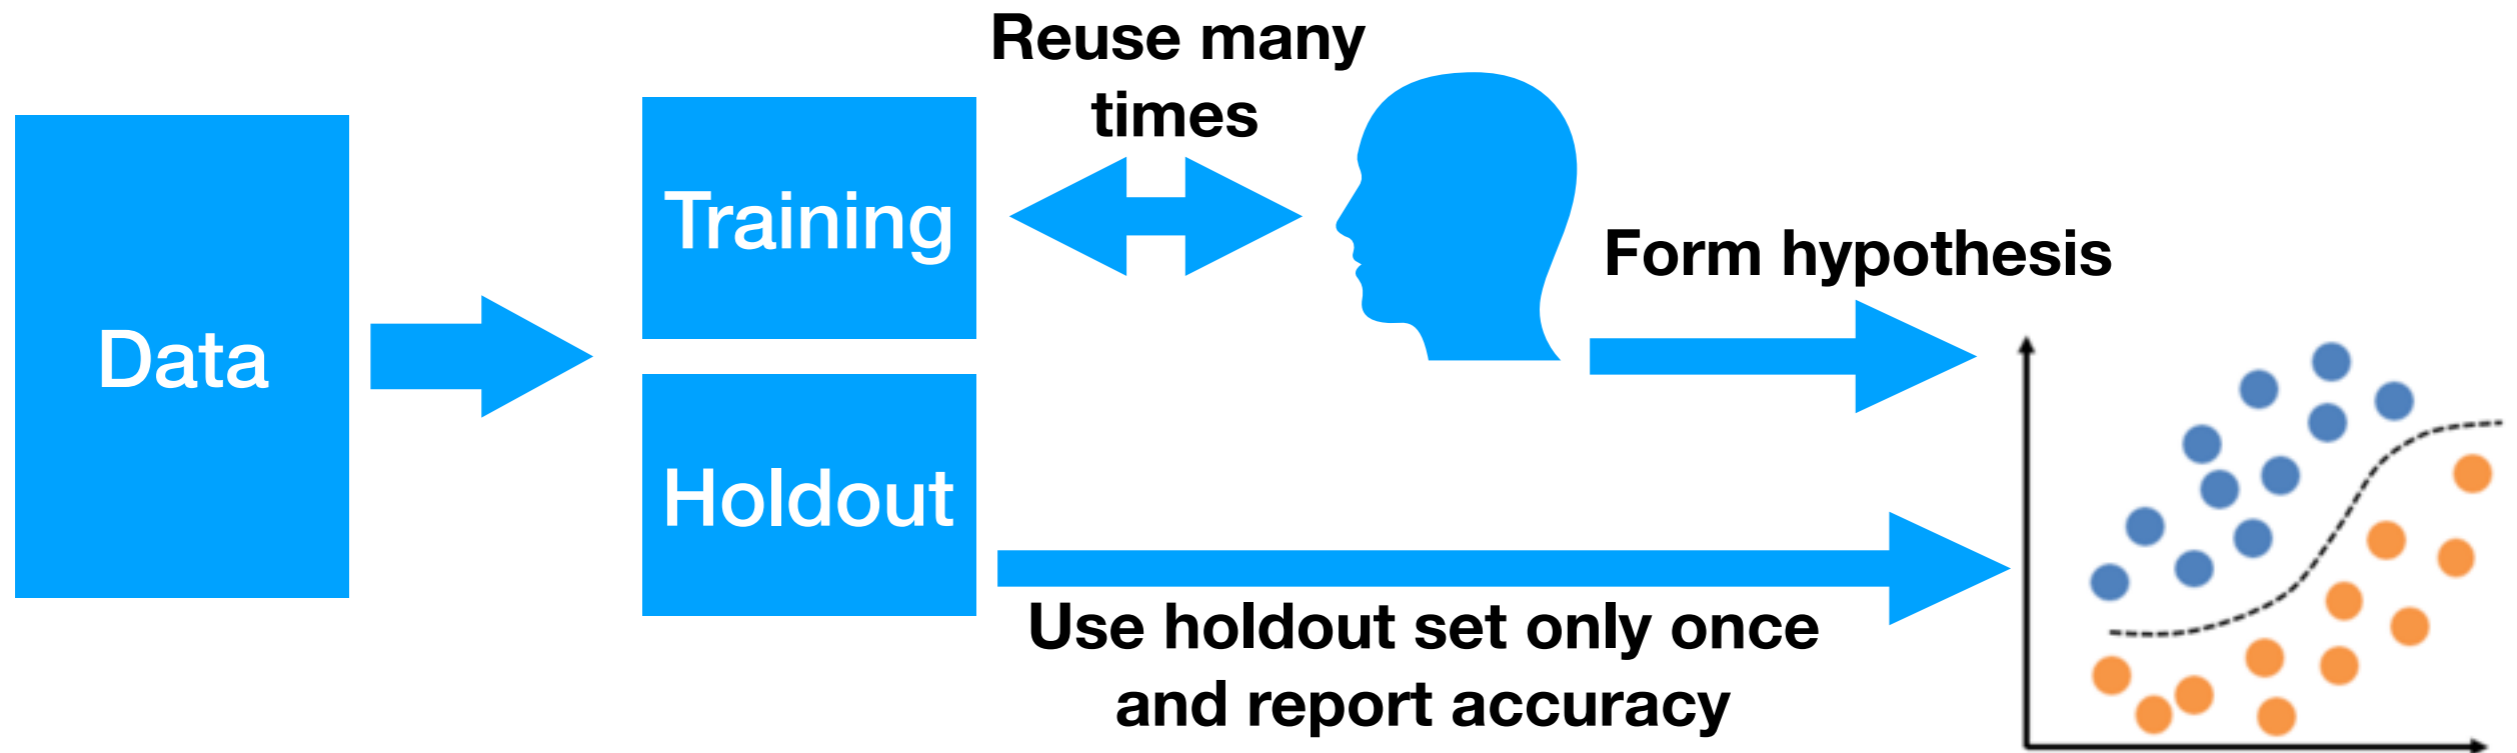 Data
Training
Holdout
Reuse many
times
Form hypothesis
Use holdout set only once
and report accuracy